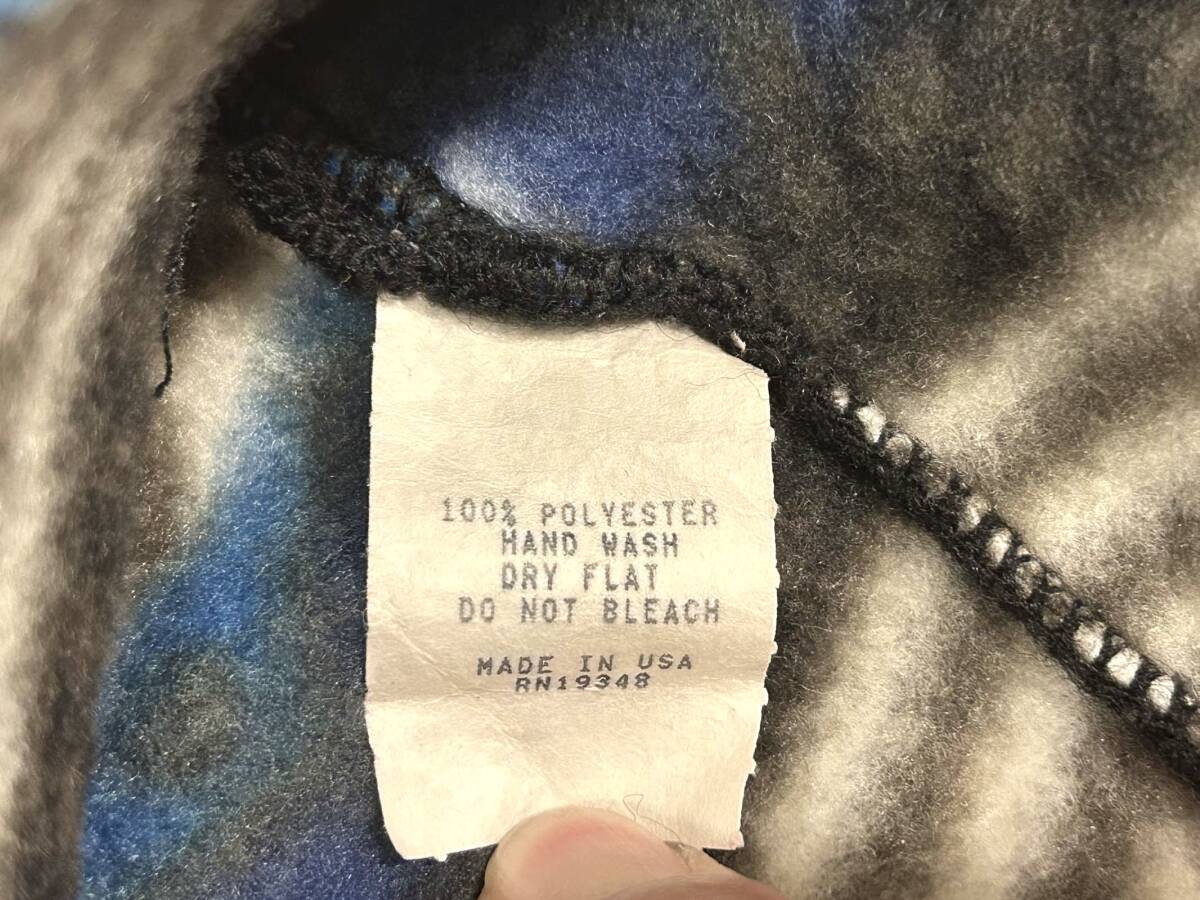 100% POLYESTER
HAND WASH
DRY FLAT
DO NOT BLEACH
MADE IN USA
RN19348